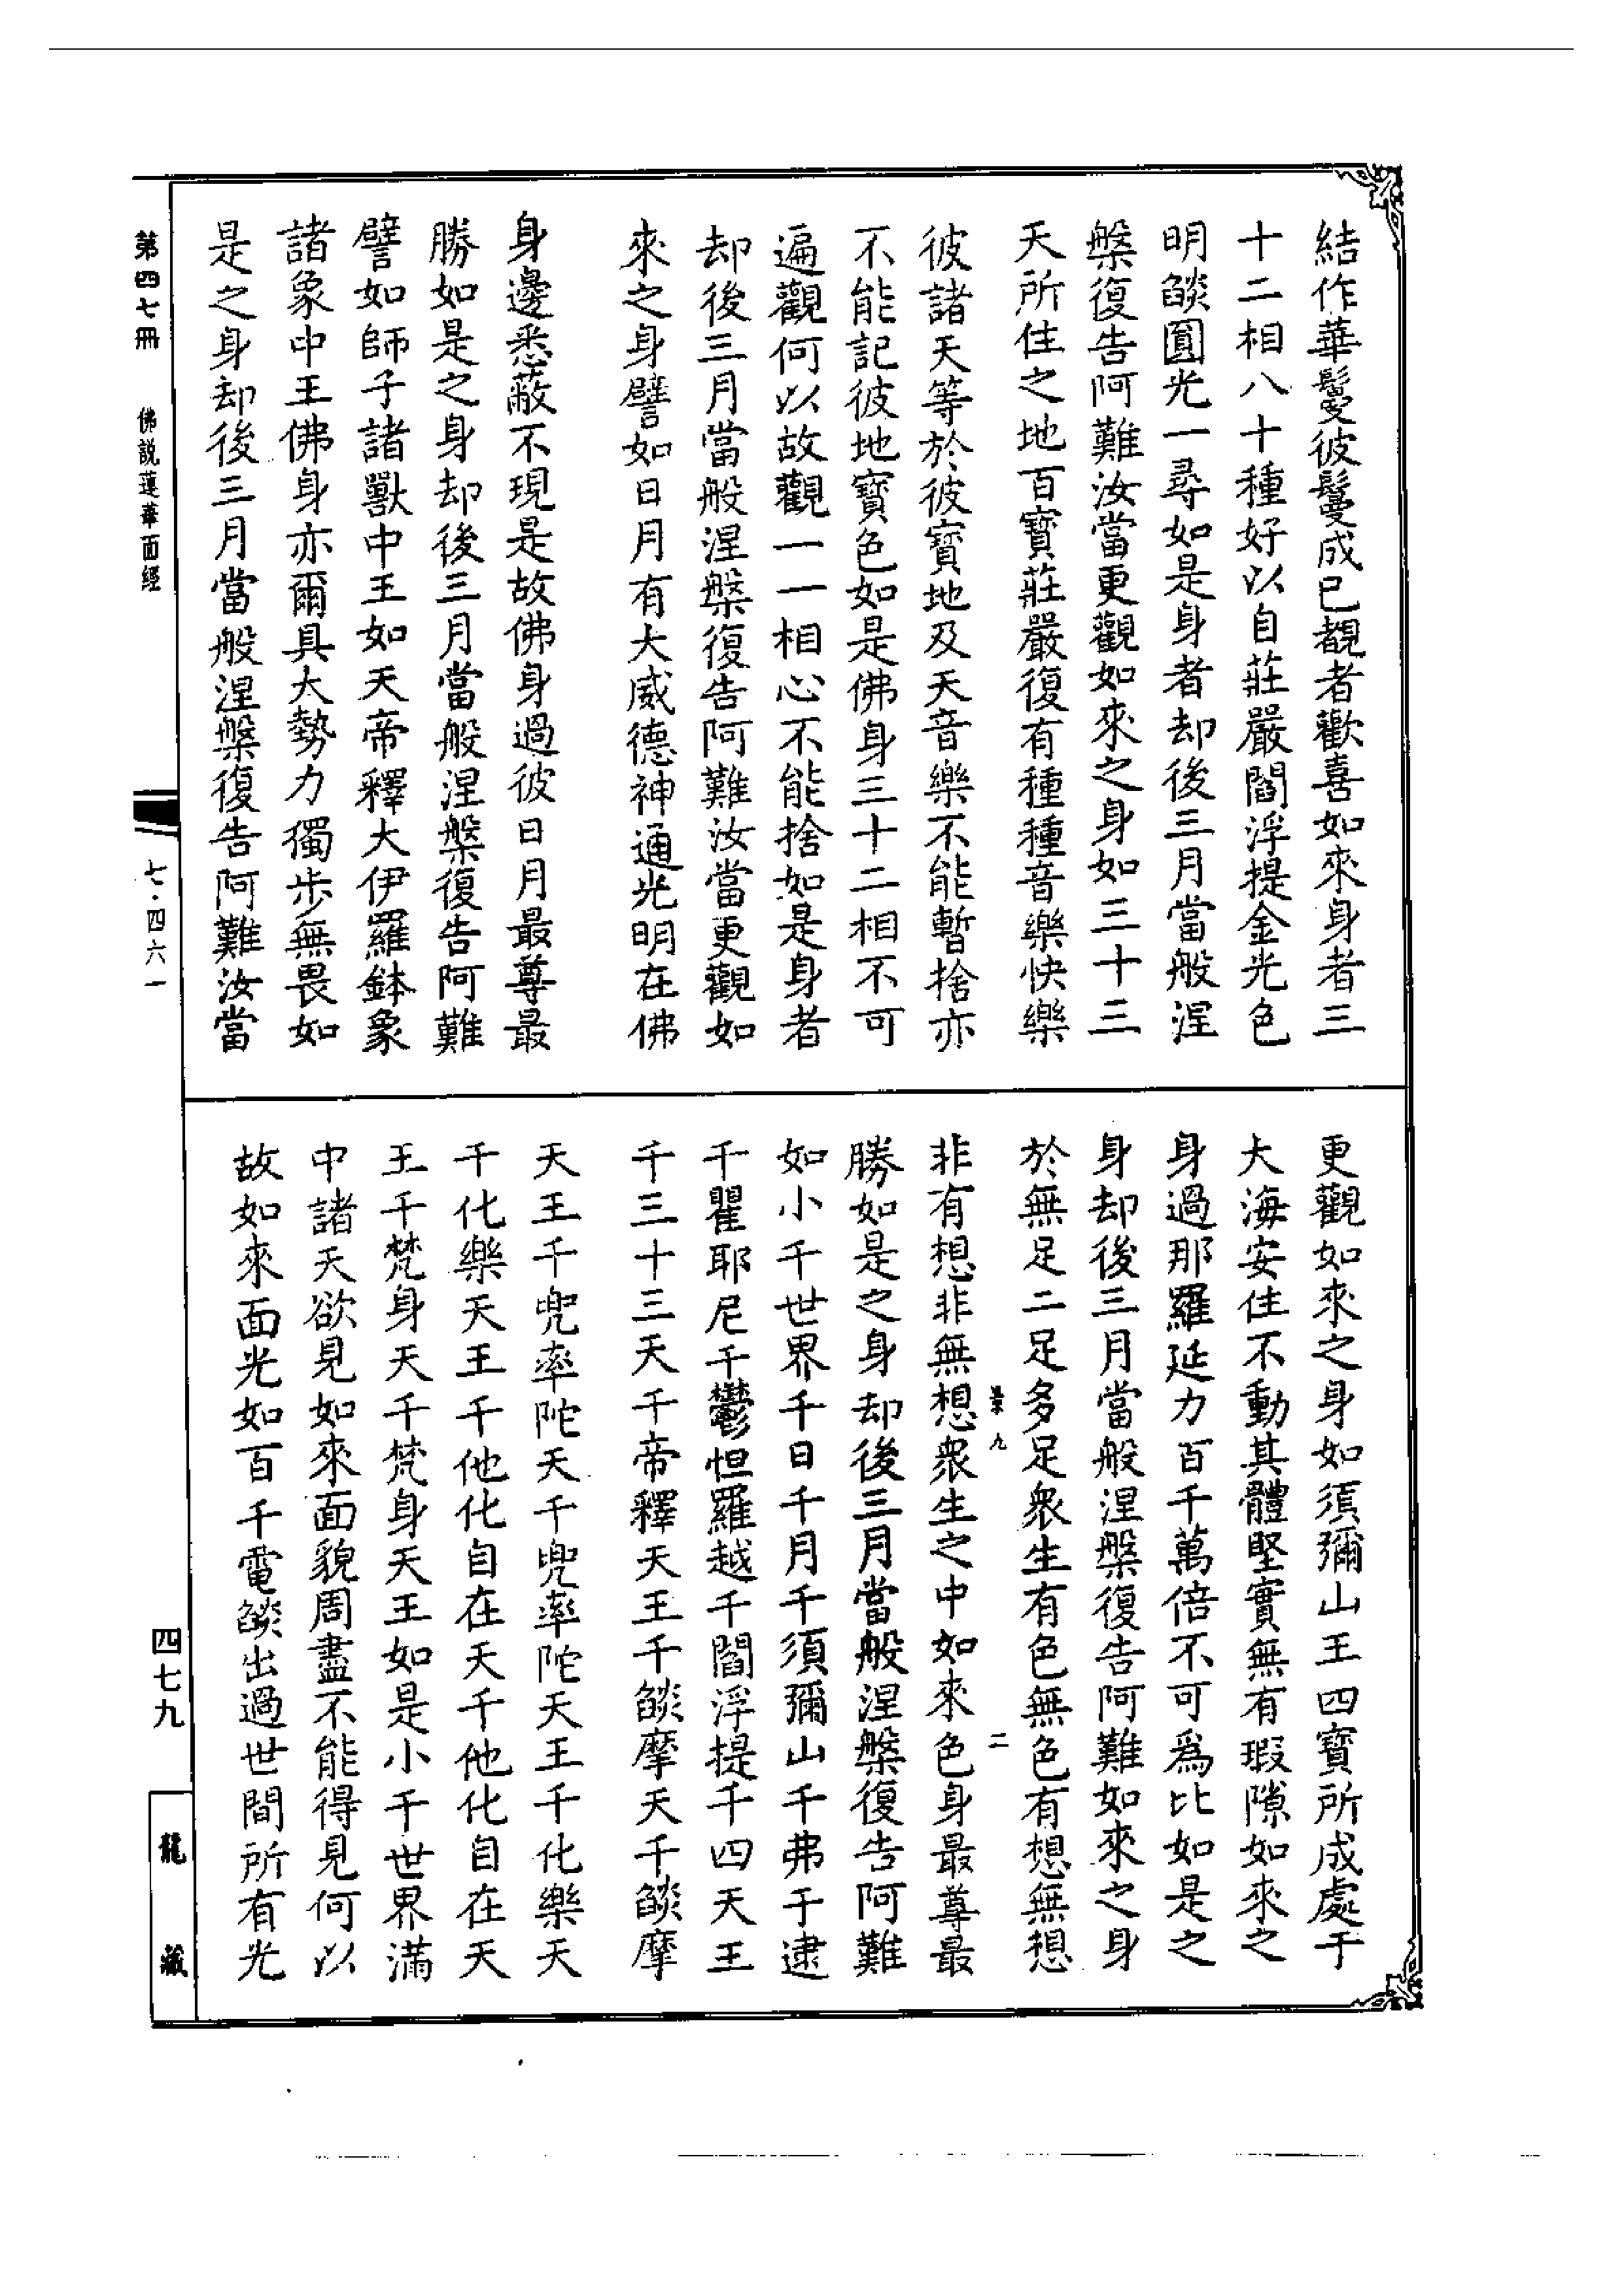 結作華鬘彼鬘成已覩者歡喜如來身者三
十二相八十種好以自莊嚴閻浮提金光色
明燄圓光一尋如是身者却後三月當般涅
槃復告阿難汝當更觀如來之身如三十三
天所住之地百寶莊嚴復有種種音樂快樂
彼諸天等於彼寶地及天音樂不能暫捨亦
不能記彼地寶色如是佛身三十二相不可
遍觀何以故觀一一相心不能捨如是身者
却後三月當般涅槃復告阿難汝當更觀如
來之身譬如日月有大威德神通光明在佛
身邊悉蔽不現是故佛身過彼日月最尊最
勝如是之身却後三月當般涅槃復告阿難
譬如師子諸獸中王如天帝釋大伊羅鉢象
諸象中王佛身亦爾具大勢力獨步無畏如
是之身却後三月當般涅槃復告阿難汝當
更觀如來之身如須彌山王四寶所成處于
大海安住不動其體堅實無有瑕隙如來之
身過那羅延力百千萬倍不可爲比如是之
身却後三月當般涅槃復告阿難如來之身
於無足二足多足衆生有色無色有想無想
九 二
非有想非無想衆生之中如來色身最尊最
勝如是之身却後三月當般涅槃復告阿難
如小千世界千日千月千須彌山千弗于逮
千瞿耶尼千鬱怛羅越千閻浮提千四天王
千三十三天千帝釋天王千燄摩天千燄摩
天王千兜率陀天千兜率陀天王千化樂天
千化樂天王千他化自在天千他化自在天
王千梵身天千梵身天王如是小千世界滿
中諸天欲見如來面貌周盡不能得見何以
故如來面光如百千電燄出過世間所有光
第四七冊 佛說蓮華面經
七·四六一
四七九
龍藏